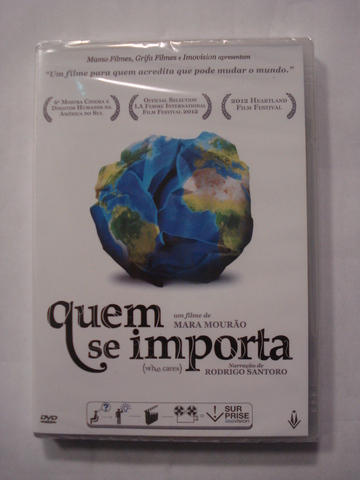 Mamo Filmes, Grifa Filmes e Imovision apresentam
"Um filme para quem acredita que pode mudar o mundo."
6ª Mostra Cinema e
Direitos Humanos na
América do Sul
Official Selection
LA Femme International
Film Festival 2012
2012 Heartland
Film Festival
quem
um filme de
MARA MOURÃO
se importa
(who cares)
Narração de
RODRIGO SANTORO
DVD
VIDEO
SUR
PRISE
imovision